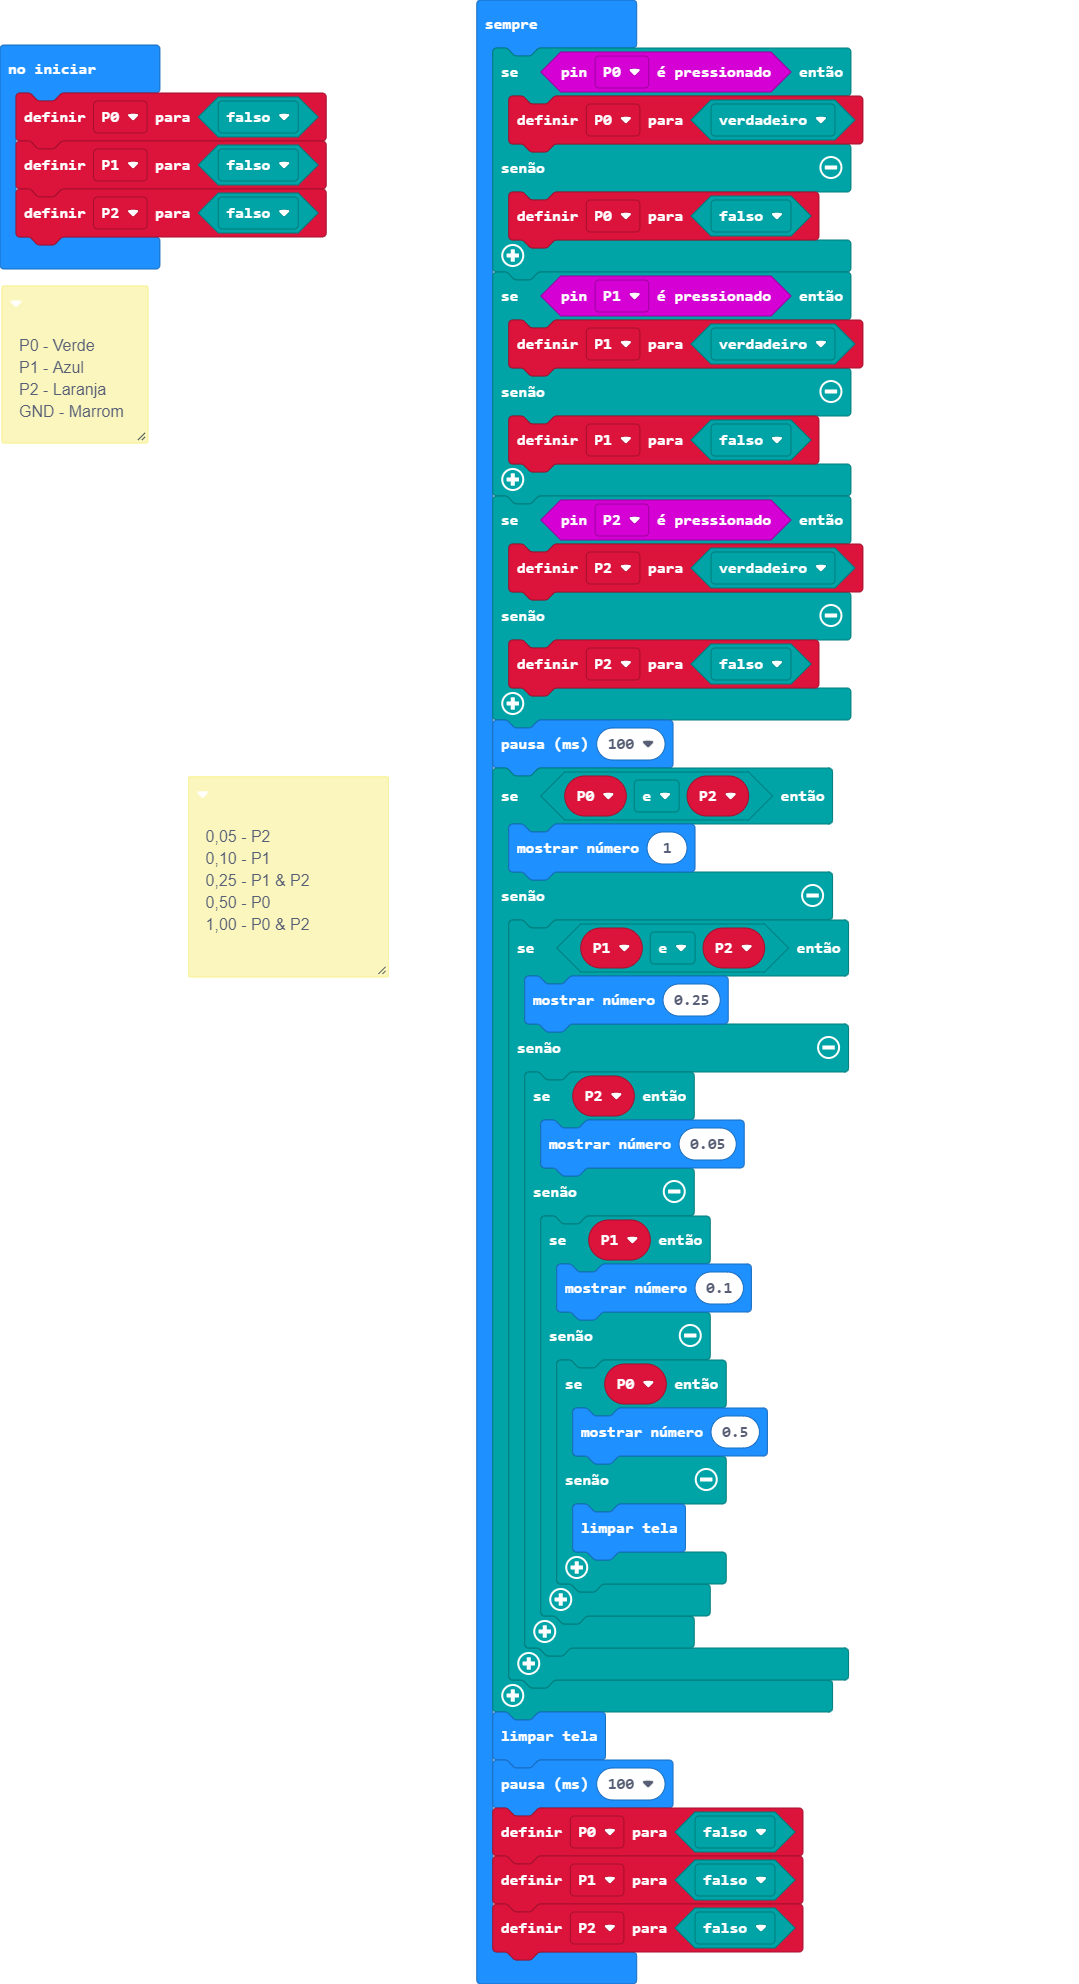 no iniciar
definir P0 para falso
definir P1 para falso
definir P2 para falso
P0 - Verde
P1 - Azul
P2 - Laranja
GND - Marrom
0,05 - P2
0,10 - P1
0,25 - P1 & P2
0,50 - P0
1,00 - P0 & P2
sempre
se pin P0 é pressionado então
definir P0 para verdadeiro
senão
definir P0 para falso
se pin P1 é pressionado então
definir P1 para verdadeiro
senão
definir P1 para falso
se pin P2 é pressionado então
definir P2 para verdadeiro
senão
definir P2 para falso
pausa (ms) 100
se P0 e P2 então
mostrar número 1
senão
se P1 e P2 então
mostrar número 0.25
senão
se P2 então
mostrar número 0.05
senão
se P1 então
mostrar número 0.1
senão
se P0 então
mostrar número 0.5
senão
limpar tela
limpar tela
pausa (ms) 100
definir P0 para falso
definir P1 para falso
definir P2 para falso